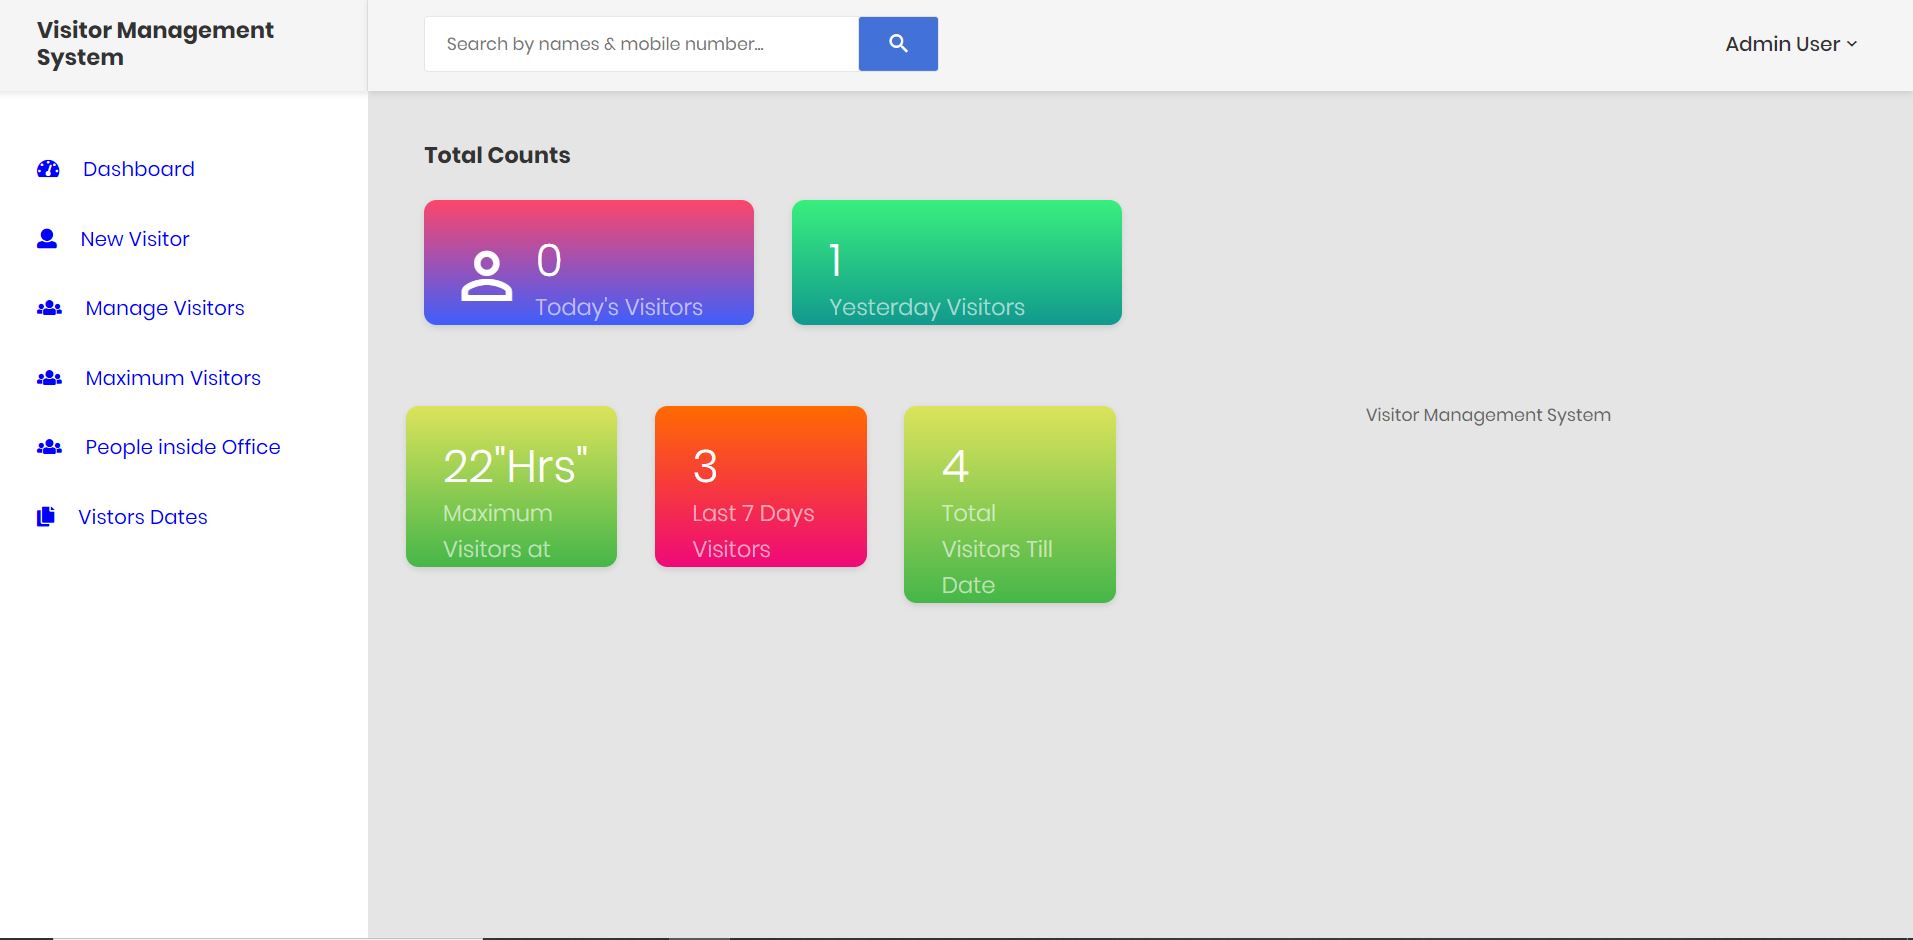 Visitor Management
System
Search by names & mobile number...
Admin User
Dashboard
New Visitor
Manage Visitors
Maximum Visitors
People inside Office
Vistors Dates
Total Counts
0
Today's Visitors
1
Yesterday Visitors
22"Hrs"
Maximum
Visitors at
3
Last 7 Days
Visitors
4
Total
Visitors Till
Date
Visitor Management System